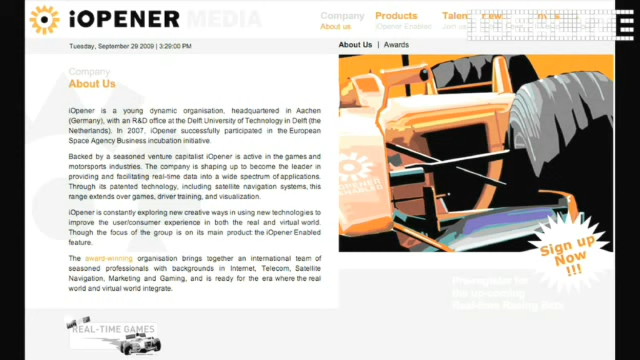 iOPENER MEDIA
Company Products
About us iOpener Enabled
Tuesday, September 29 2009 | 3:29:00 PM
About Us | Awards
Company
About Us
iOpener is a young dynamic organisation, headquartered in Aachen
(Germany), with an R&D office at the Delft University of Technology in Delft (the
Netherlands). In 2007, iOpener successfully participated in the European
Space Agency Business incubation initiative.
Backed by a seasoned venture capitalist iOpener is active in the games and
motorsports industries. The company is shaping up to become the leader in
providing and facilitating real-time data into a wide spectrum of applications.
Through its patented technology, including satellite navigation systems, this
range extends over games, driver training, and visualization.
iOpener is constantly exploring new creative ways in using new technologies to
improve the user/consumer experience in both the real and virtual world.
Though the focus of the group is on its main product: the iOpener Enabled
feature.
The award-winning organisation brings together an international team of
seasoned professionals with backgrounds in Internet, Telecom, Satellite
Navigation, Marketing and Gaming, and is ready for the era where the real
world and virtual world integrate.
IOPENER
ENABLED
Sign up
Now
!!!
REAL-TIME GAMES